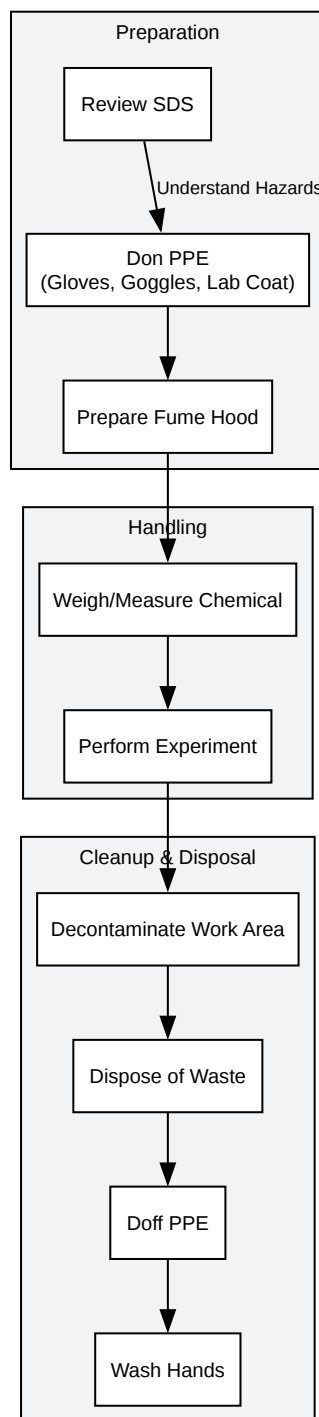 Preparation
Review SDS
Understand Hazards
Don PPE
(Gloves, Goggles, Lab Coat)
Prepare Fume Hood
Handling
Weigh/Measure Chemical
Perform Experiment
Cleanup & Disposal
Decontaminate Work Area
Dispose of Waste
Doff PPE
Wash Hands